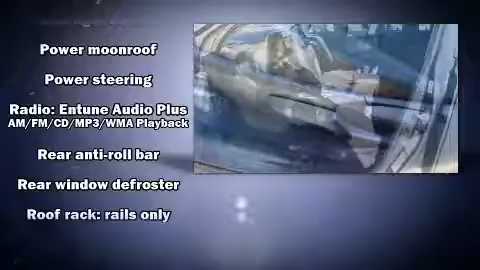 Power moonroof
Power steering
Radio: Entune Audio Plus
AM/FM/CD/MP3/WMA Playback
Rear anti-roll bar
Rear window defroster
Roof rack: rails only